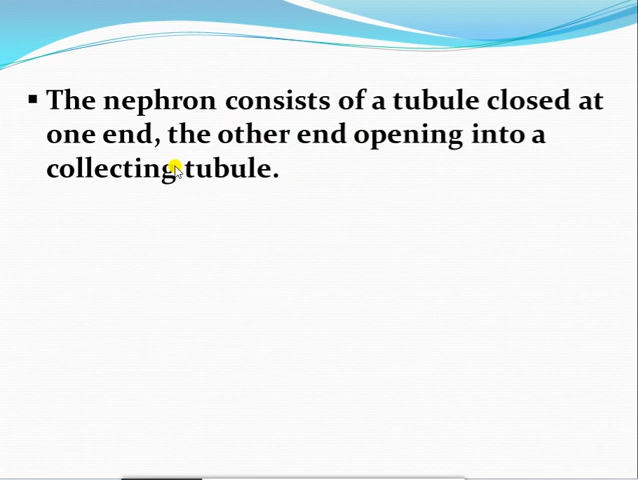 ▪ The nephron consists of a tubule closed at
one end, the other end opening into a
collecting tubule.